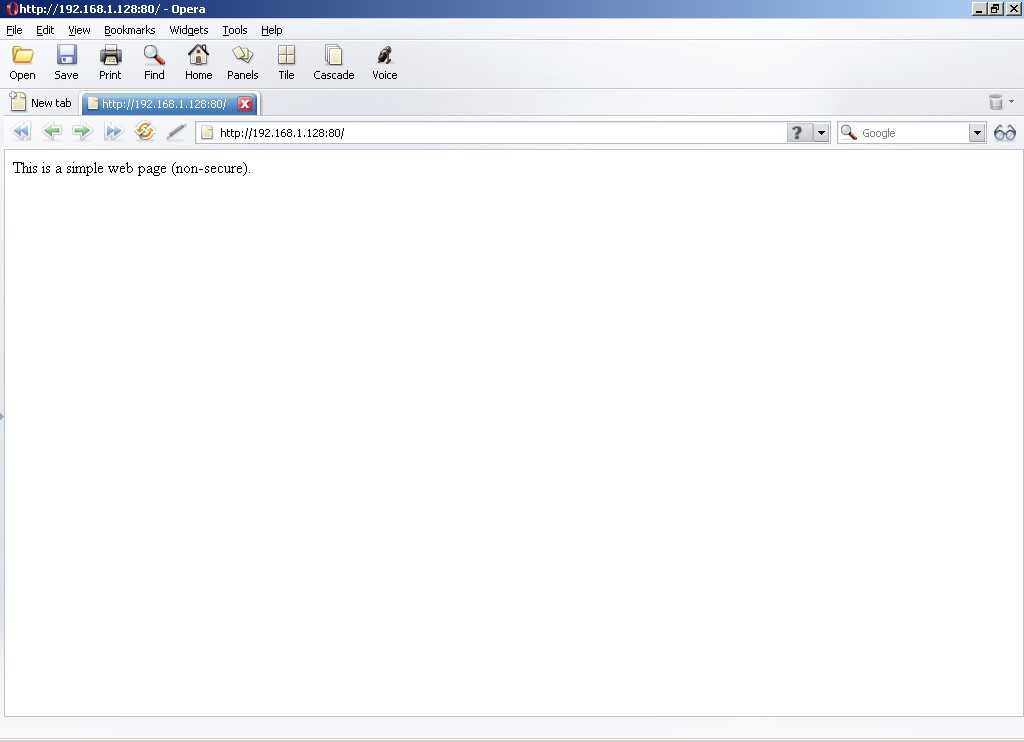 http://192.168.1.128:80/ - Opera
File Edit View Bookmarks Widgets Tools Help
Open Save Print Find Home Panels Tile Cascade Voice
New tab http://192.168.1.128:80/
http://192.168.1.128:80/ ? Google
This is a simple web page (non-secure).